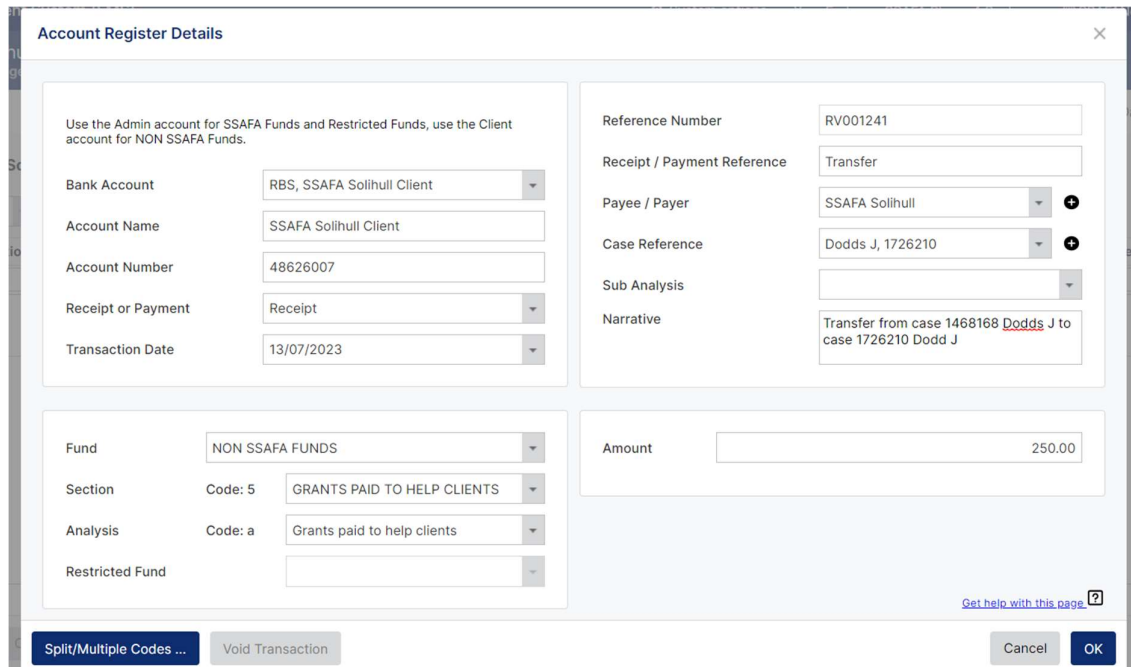 Account Register Details
Use the Admin account for SSAFA Funds and Restricted Funds, use the Client
account for NON SSAFA Funds.
Bank Account RBS, SSAFA Solihull Client
Account Name SSAFA Solihull Client
Account Number 48626007
Receipt or Payment Receipt
Transaction Date 13/07/2023
Reference Number RV001241
Receipt / Payment Reference Transfer
Payee / Payer SSAFA Solihull
Case Reference Dodds J, 1726210
Sub Analysis
Narrative Transfer from case 1468168 Dodds J to
case 1726210 Dodd J
Fund NON SSAFA FUNDS
Section Code: 5 GRANTS PAID TO HELP CLIENTS
Analysis Code: a Grants paid to help clients
Restricted Fund
Amount 250.00
Get help with this page ?
Split/Multiple Codes ... Void Transaction Cancel OK